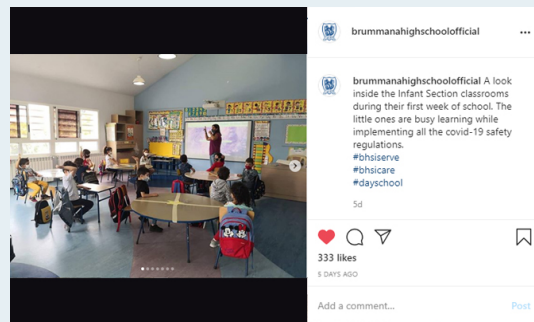 brummanahighschoolofficial
brummanahighschoolofficial A look
inside the Infant Section classrooms
during their first week of school. The
little ones are busy learning while
implementing all the covid-19 safety
regulations.
#bhsiserve
#bhsicare
#dayschool
5d
333 likes
5 DAYS AGO
Add a comment...
Post